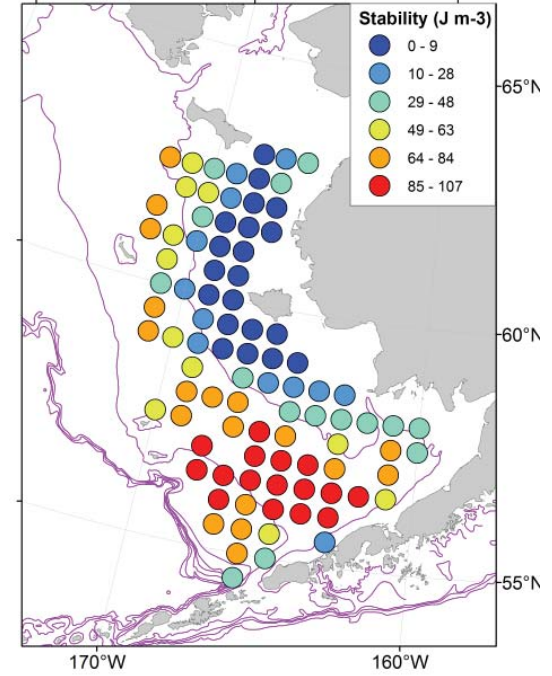 Stability (J m-3)
0 - 9
10 - 28
29 - 48
49 - 63
64 - 84
85 - 107
65°N
60°N
55°N
170°W
160°W